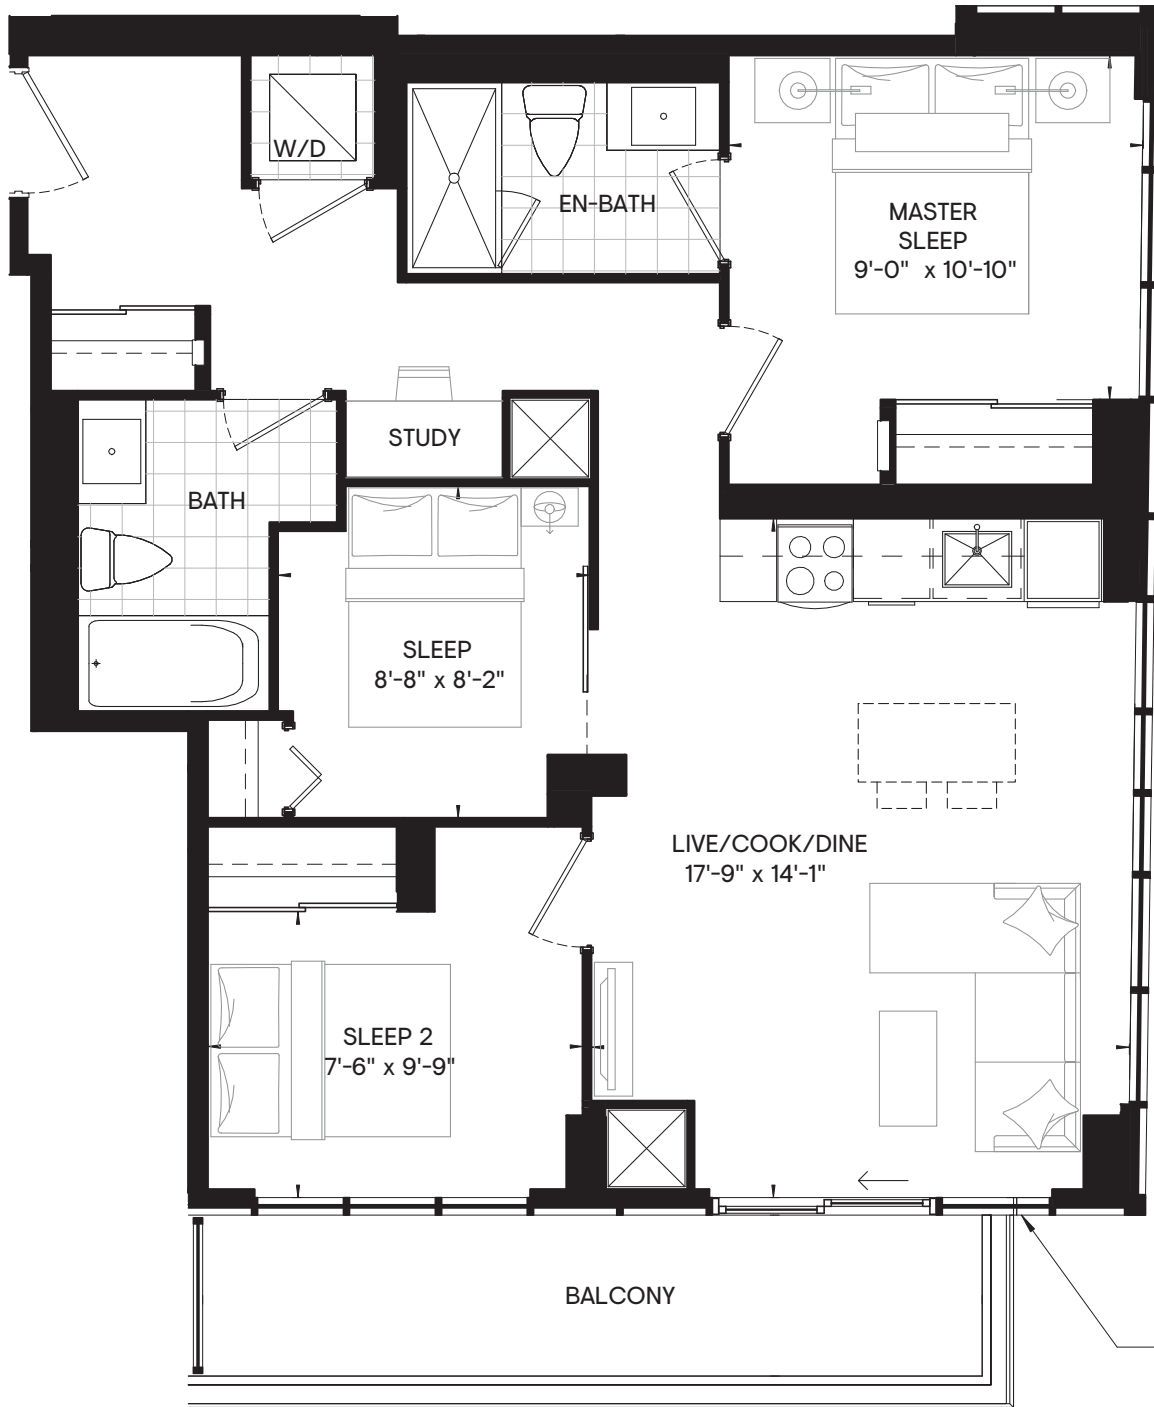 W/D
EN-BATH
MASTER
SLEEP
9'-0" x 10'-10"
STUDY
BATH
SLEEP
8'-8" x 8'-2"
LIVE/COOK/DINE
17'-9" x 14'-1"
SLEEP 2
7'-6" x 9'-9"
BALCONY